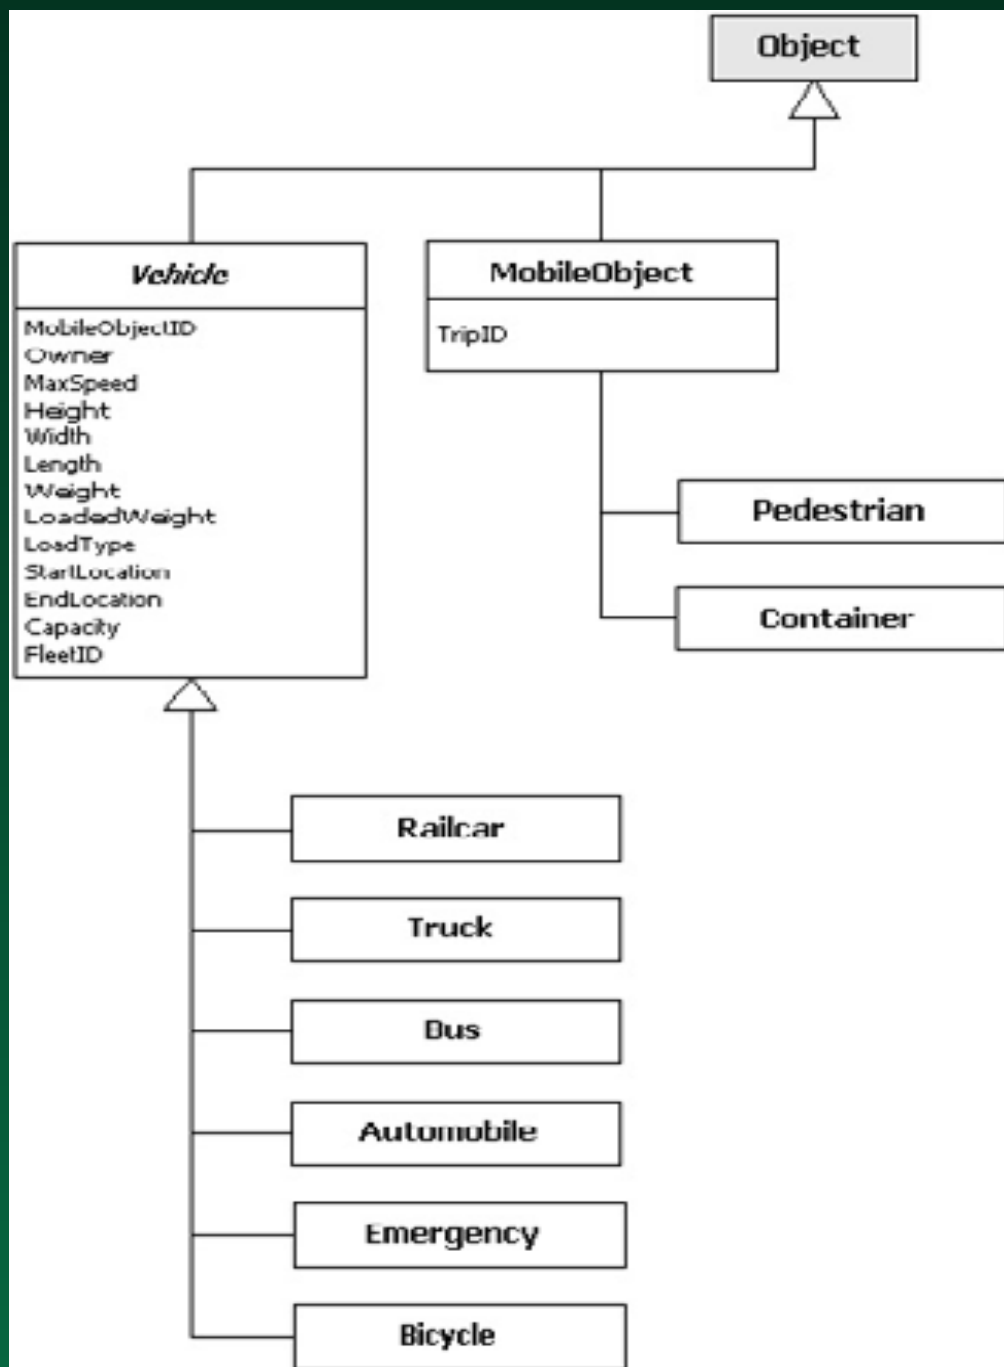 Object
Vehicle
MobileObjectID
Owner
MaxSpeed
Height
Width
Length
Weight
LoadedWeight
LoadType
StartLocation
EndLocation
Capacity
FleetID
MobileObject
TripID
Pedestrian
Container
Railcar
Truck
Bus
Automobile
Emergency
Bicycle